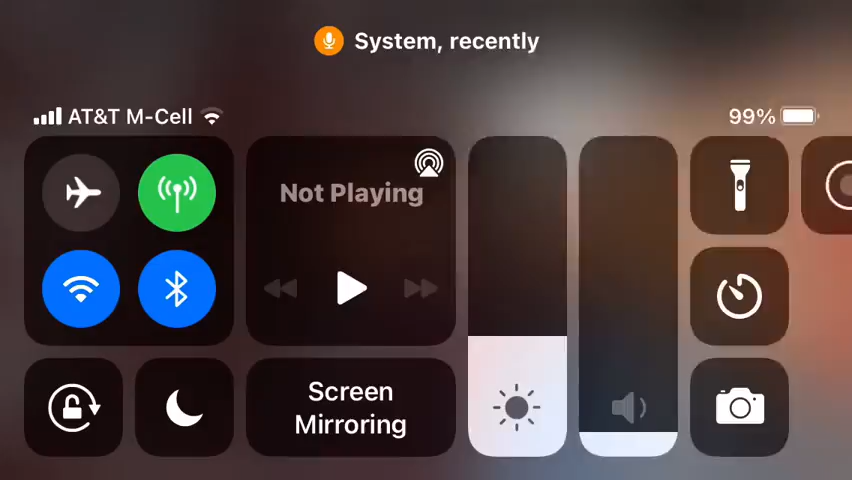 System, recently
AT&T M-Cell
99%
Not Playing
Screen
Mirroring